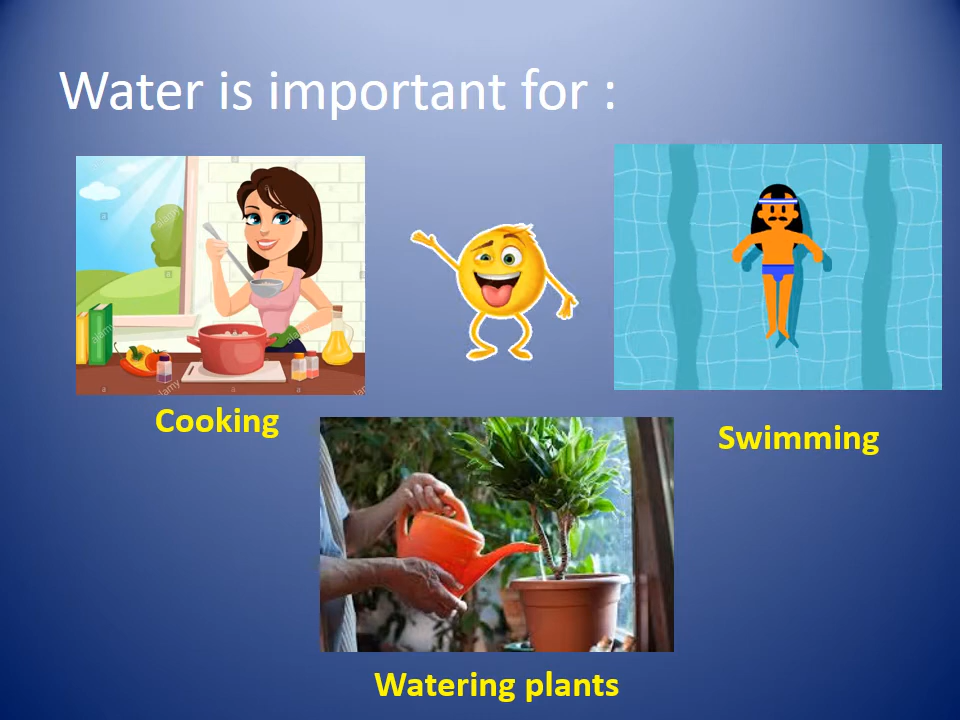 Water is important for :
Cooking
Swimming
Watering plants